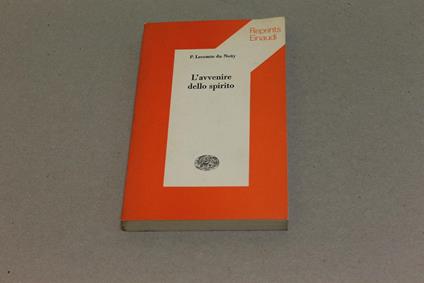 Reprints
Einaudi
P. Lecomte du Noüy
L'avvenire
dello spirito